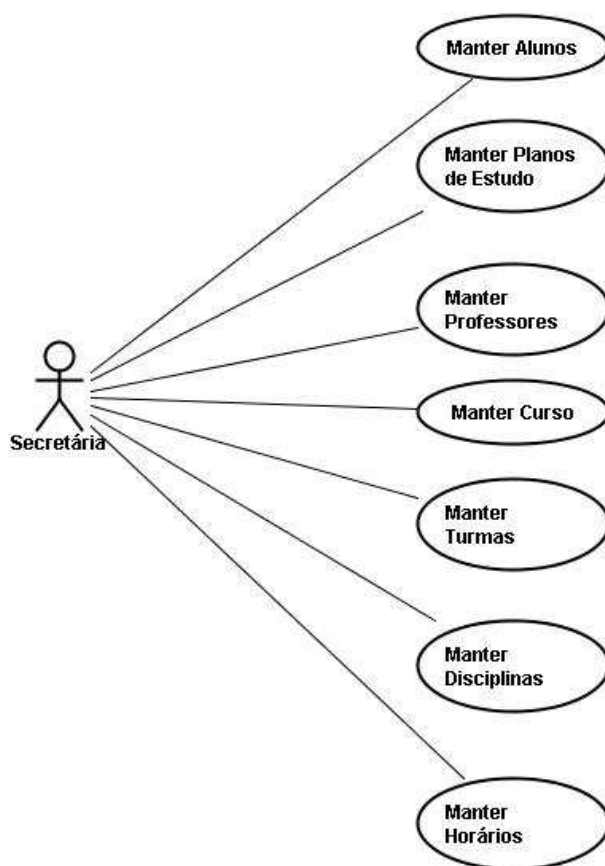 Manter Alunos
Manter Planos
de Estudo
Manter
Professores
Manter Curso
Secretária
Manter
Turmas
Manter
Disciplinas
Manter
Horários